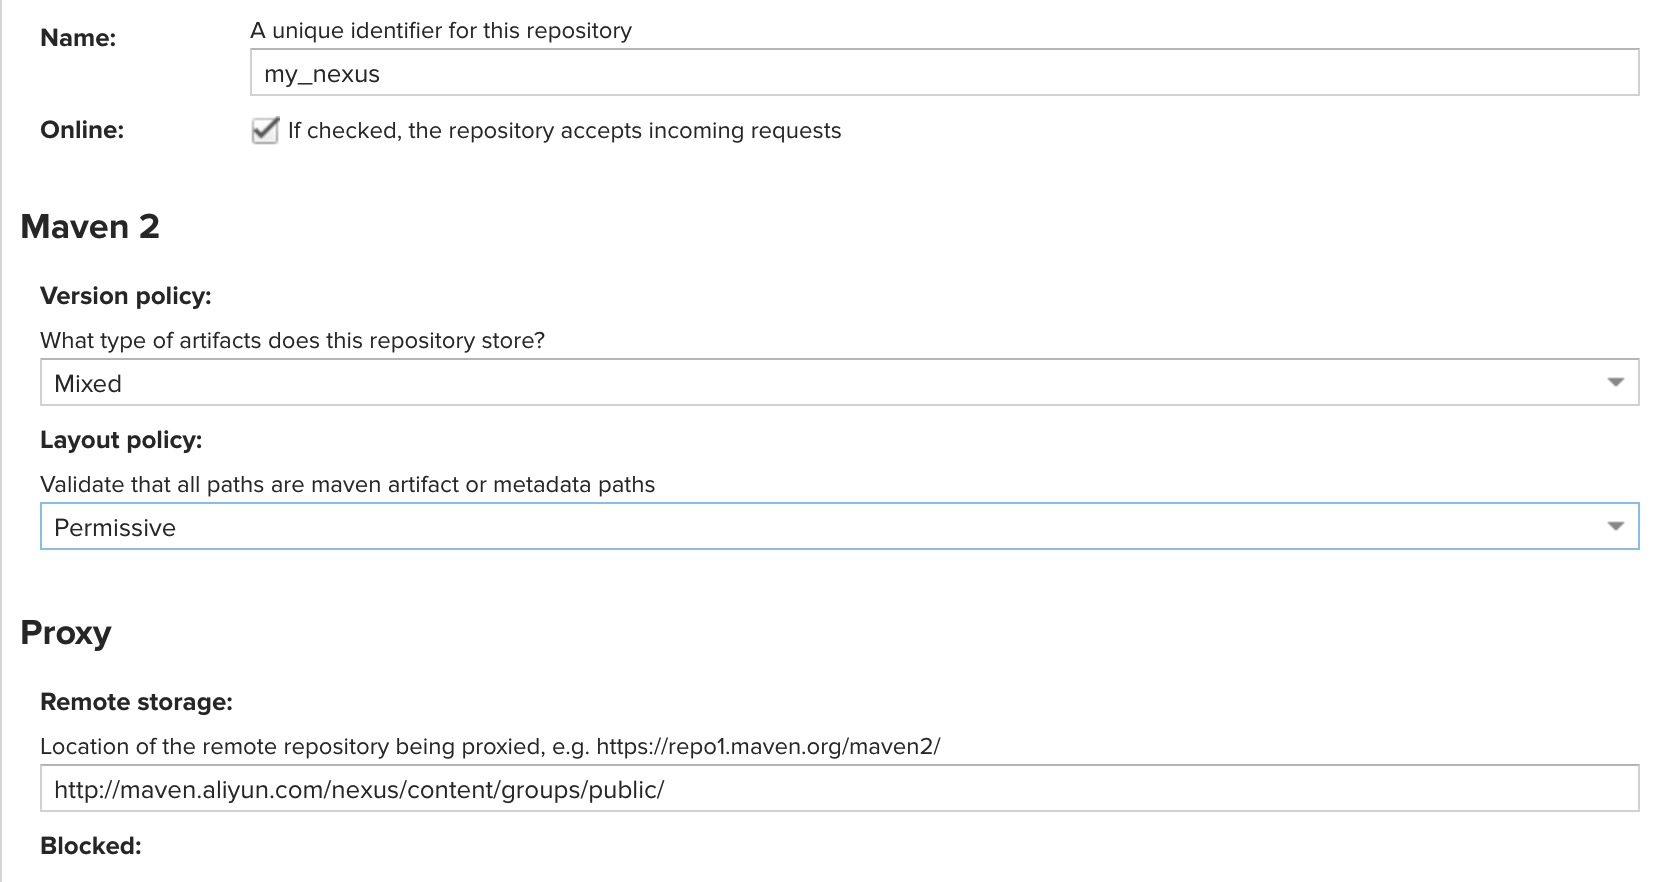 Name:
A unique identifier for this repository
my_nexus
Online:
If checked, the repository accepts incoming requests
Maven 2
Version policy:
What type of artifacts does this repository store?
Mixed
Layout policy:
Validate that all paths are maven artifact or metadata paths
Permissive
Proxy
Remote storage:
Location of the remote repository being proxied, e.g. https://repo1.maven.org/maven2/
http://maven.aliyun.com/nexus/content/groups/public/
Blocked: